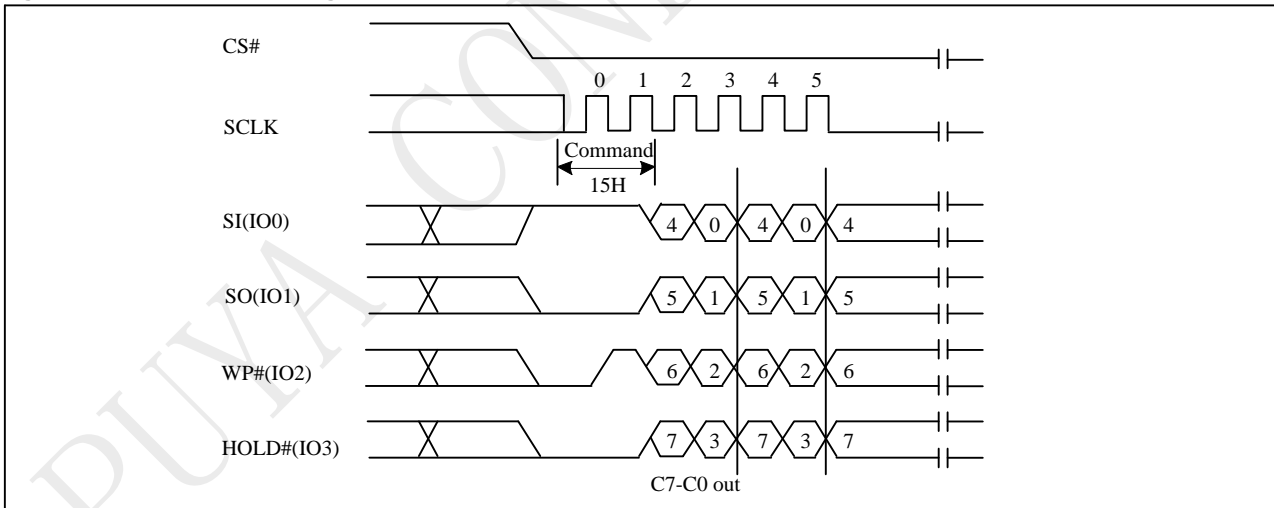 CS#
0 1 2 3 4 5
SCLK
Command
15H
SI(IO0) 4 0 4 0 4
SO(IO1) 5 1 5 1 5
WP#(IO2) 6 2 6 2 6
HOLD#(IO3) 7 3 7 3 7
C7-C0 out
PUYA